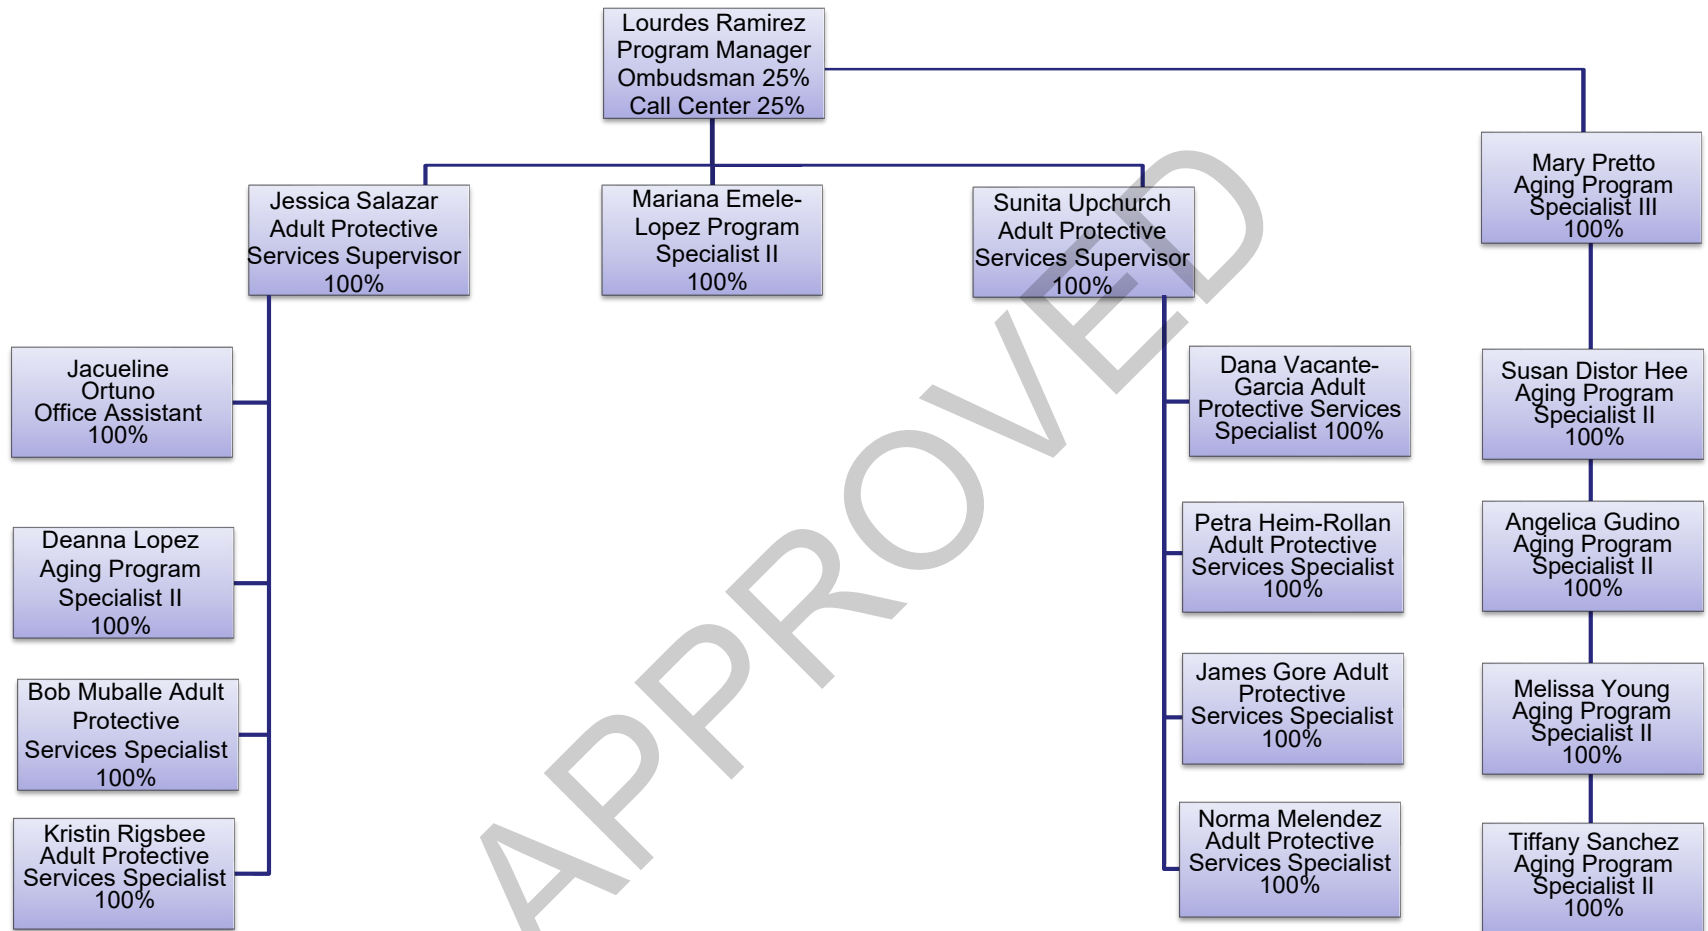 Lourdes Ramirez
Program Manager
Ombudsman 25%
Call Center 25%
Jessica Salazar
Adult Protective
Services Supervisor
100%
Mariana Emele-
Lopez Program
Specialist II
100%
Sunita Upchurch
Adult Protective
Services Supervisor
100%
Mary Pretto
Aging Program
Specialist III
100%
Jacueline
Ortuno
Office Assistant
100%
Deanna Lopez
Aging Program
Specialist II
100%
Bob Muballe Adult
Protective
Services Specialist
100%
Kristin Rigsbee
Adult Protective
Services Specialist
100%
Dana Vacante-
Garcia Adult
Protective Services
Specialist 100%
Petra Heim-Rollan
Adult Protective
Services Specialist
100%
James Gore Adult
Protective
Services Specialist
100%
Norma Melendez
Adult Protective
Services Specialist
100%
Susan Distor Hee
Aging Program
Specialist II
100%
Angelica Gudino
Aging Program
Specialist II
100%
Melissa Young
Aging Program
Specialist II
100%
Tiffany Sanchez
Aging Program
Specialist II
100%
APPROVED